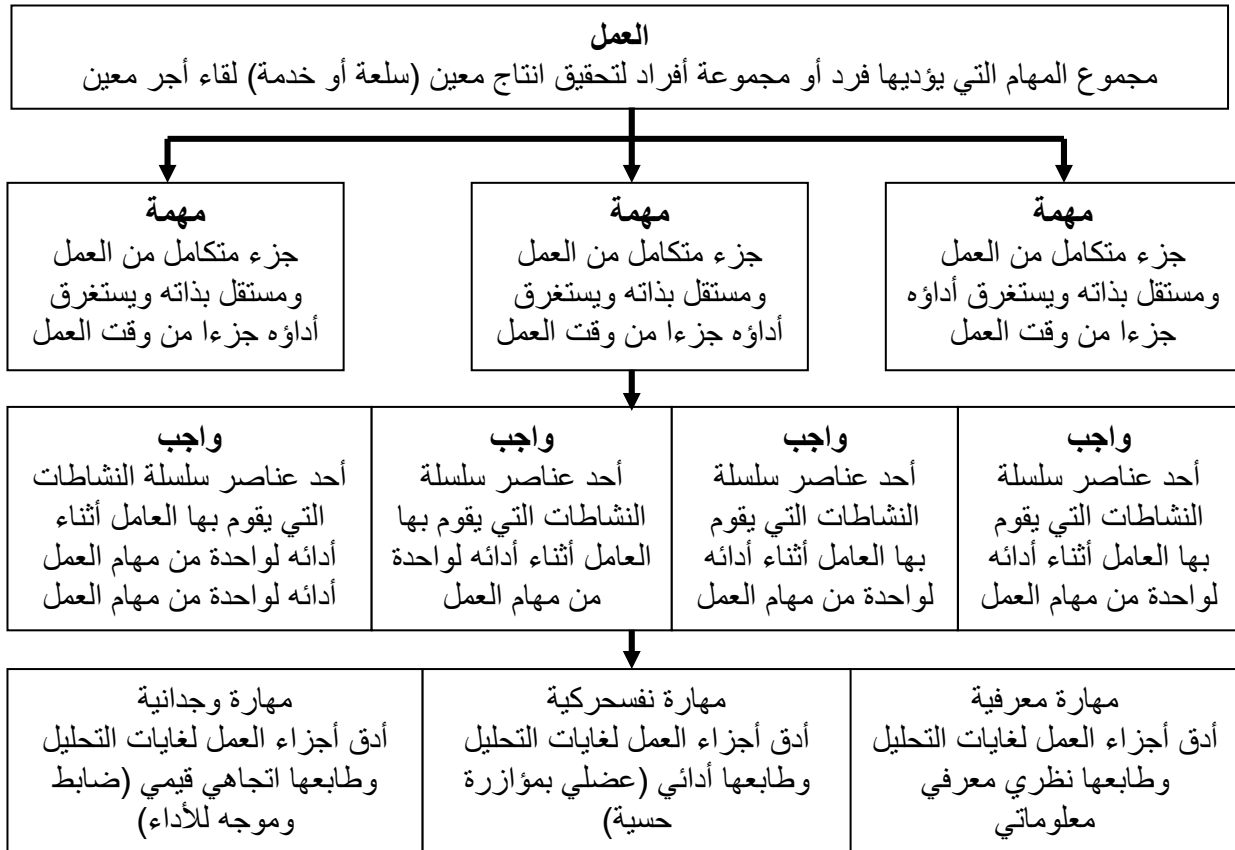 العمل
مجموع المهام التي يؤديها فرد أو مجموعة أفراد لتحقيق انتاج معين (سلعة أو خدمة) لقاء أجر معين
مهمة
جزء متكامل من العمل
ومستقل بذاته ويستغرق أداؤه
جزءا من وقت العمل
مهمة
جزء متكامل من العمل
ومستقل بذاته ويستغرق
أداؤه جزءا من وقت العمل
مهمة
جزء متكامل من العمل
ومستقل بذاته ويستغرق
أداؤه جزءا من وقت العمل
واجب
أحد عناصر سلسلة
النشاطات التي يقوم
بها العامل أثناء أدائه
لواحدة من مهام العمل
واجب
أحد عناصر سلسلة
النشاطات التي يقوم
بها العامل أثناء أدائه
لواحدة من مهام العمل
واجب
أحد عناصر سلسلة
النشاطات التي يقوم بها
العامل أثناء أدائه لواحدة
من مهام العمل
واجب
أحد عناصر سلسلة النشاطات
التي يقوم بها العامل أثناء
أدائه لواحدة من مهام العمل
أدائه لواحدة من مهام العمل
مهارة معرفية
أدق أجزاء العمل لغايات التحليل
وطابعها نظري معرفي
معلوماتي
مهارة نفسحركية
أدق أجزاء العمل لغايات التحليل
وطابعها أدائي (عضلي بمؤازرة
حسية)
مهارة وجدانية
أدق أجزاء العمل لغايات التحليل
وطابعها اتجاهي قيمي (ضابط
وموجه للأداء)